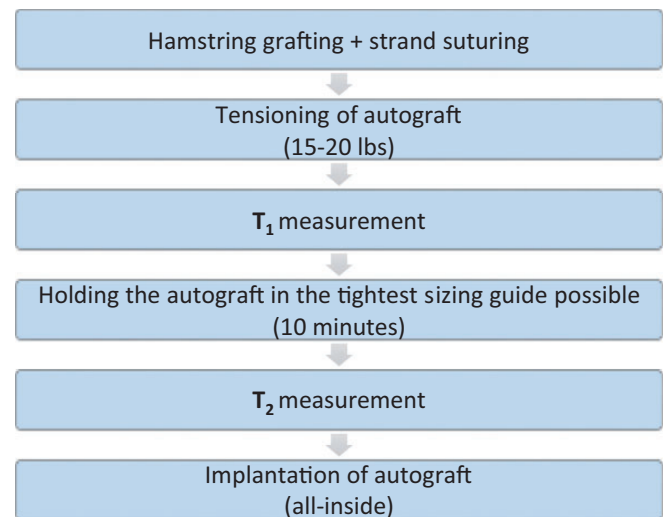 Hamstring grafting + strand suturing
Tensioning of autograft
(15-20 lbs)
T₁ measurement
Holding the autograft in the tightest sizing guide possible
(10 minutes)
T₂ measurement
Implantation of autograft
(all-inside)